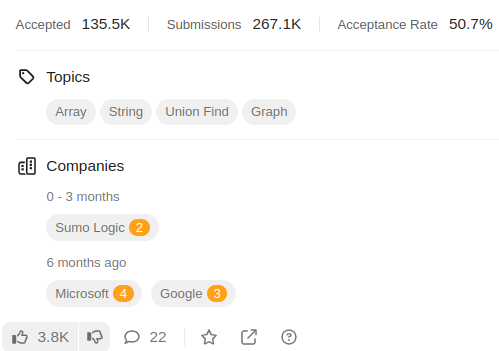 Accepted 135.5K Submissions 267.1K Acceptance Rate 50.7%
Topics
Array String Union Find Graph
Companies
0 - 3 months
Sumo Logic 2
6 months ago
Microsoft 4 Google 3
3.8K 22